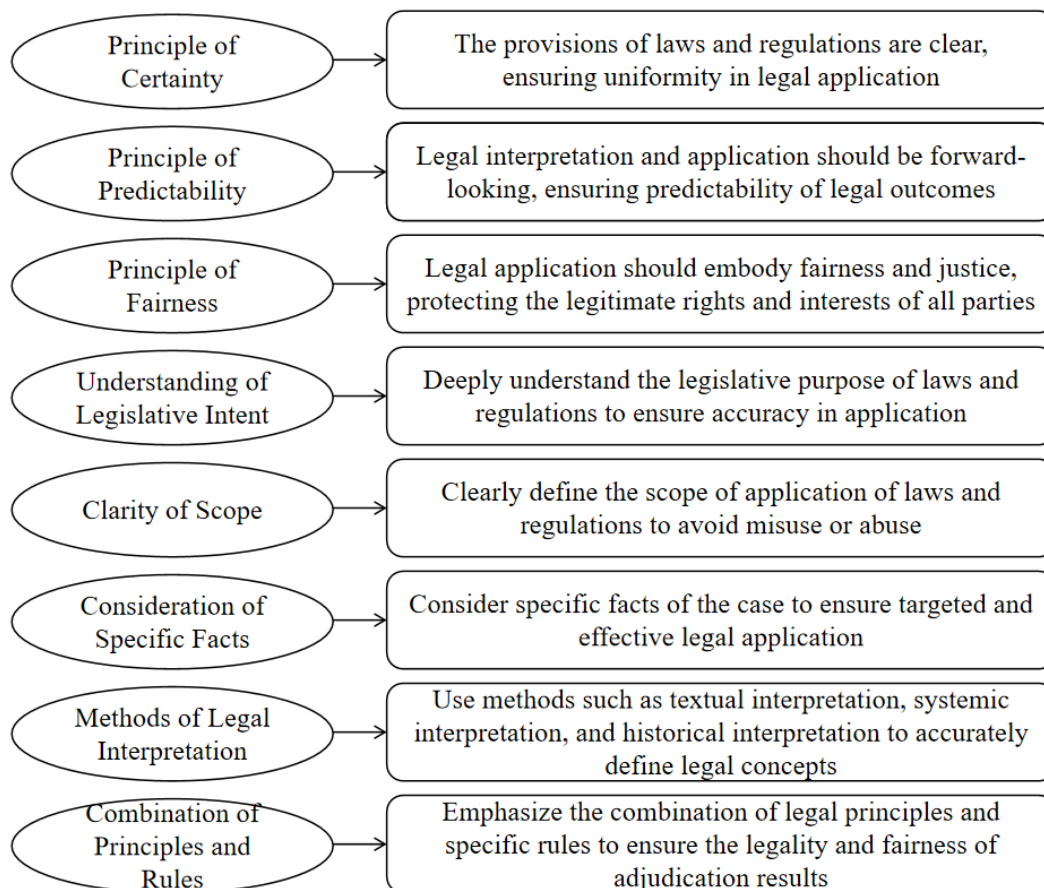 Principle of
Certainty
The provisions of laws and regulations are clear,
ensuring uniformity in legal application
Principle of
Predictability
Legal interpretation and application should be forward-
looking, ensuring predictability of legal outcomes
Principle of
Fairness
Legal application should embody fairness and justice,
protecting the legitimate rights and interests of all parties
Understanding of
Legislative Intent
Deeply understand the legislative purpose of laws and
regulations to ensure accuracy in application
Clarity of Scope
Clearly define the scope of application of laws and
regulations to avoid misuse or abuse
Consideration of
Specific Facts
Consider specific facts of the case to ensure targeted and
effective legal application
Methods of Legal
Interpretation
Use methods such as textual interpretation, systemic
interpretation, and historical interpretation to accurately
define legal concepts
Combination of
Principles and
Rules
Emphasize the combination of legal principles and
specific rules to ensure the legality and fairness of
adjudication results